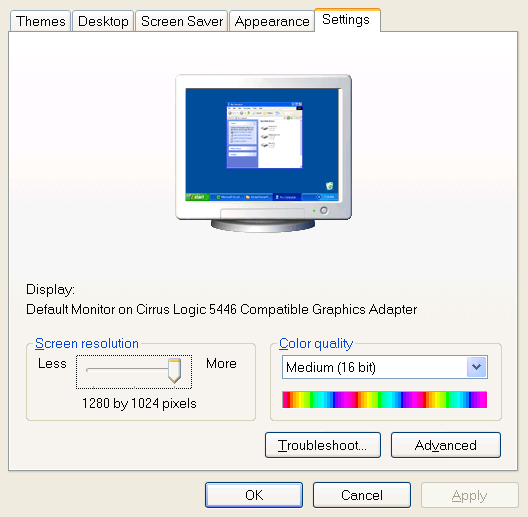 Themes Desktop Screen Saver Appearance Settings
start
Display:
Default Monitor on Cirrus Logic 5446 Compatible Graphics Adapter
Screen resolution
Less More
1280 by 1024 pixels
Color quality
Medium (16 bit)
Troubleshoot... Advanced
OK Cancel Apply